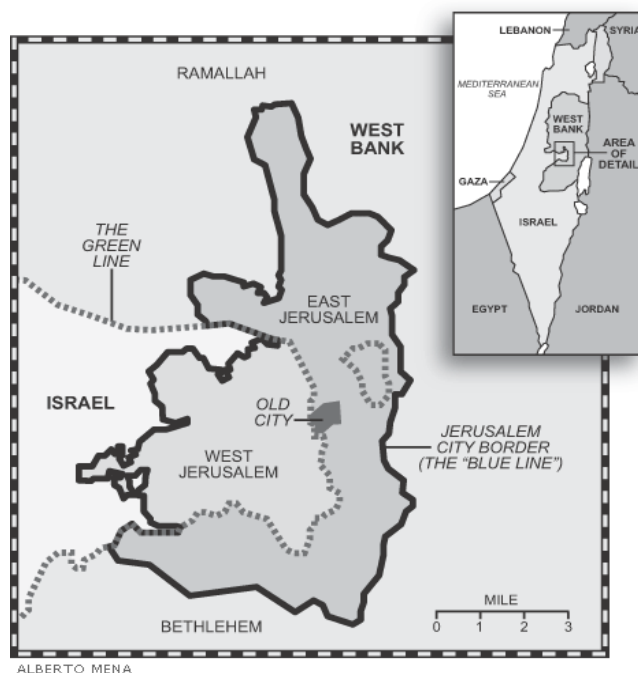 RAMALLAH
WEST
BANK
THE
GREEN
LINE
EAST
JERUSALEM
ISRAEL
OLD
CITY
WEST
JERUSALEM
JERUSALEM
CITY BORDER
(THE “BLUE LINE”)
BETHLEHEM
MILE
0 1 2 3
LEBANON
SYRIA
MEDITERRANEAN
SEA
WEST
BANK
AREA
OF
DETAIL
GAZA
ISRAEL
EGYPT
JORDAN
ALBERTO MENA